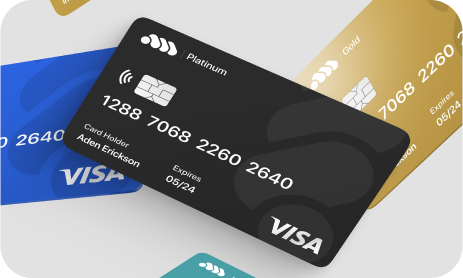 Platinum
1288 7068 2260 2640
Card Holder
Aden Erickson
Expires
05/24
VISA
2640
VISA
Gold
7068 2260
Expires
05/24